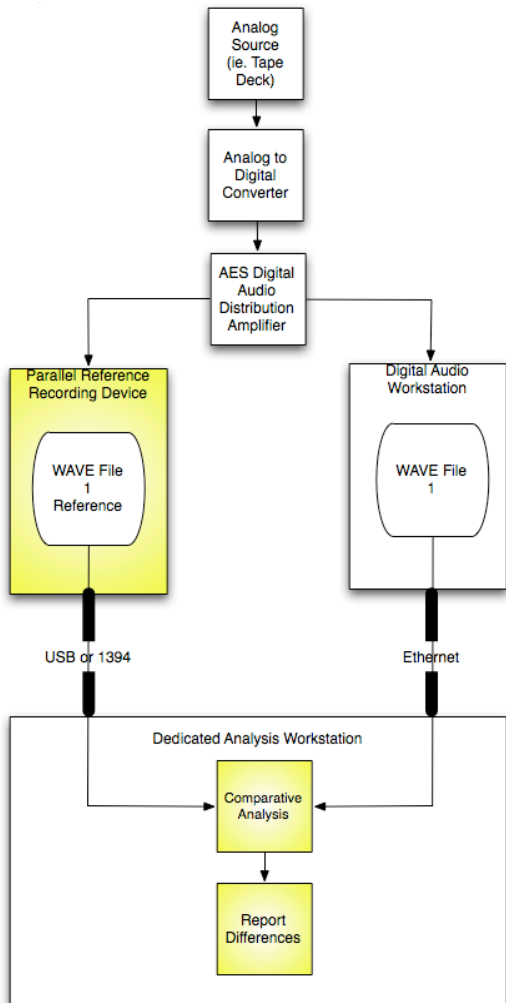 Analog
Source
(ie. Tape
Deck)
Analog to
Digital
Converter
AES Digital
Audio
Distribution
Amplifier
Parallel Reference
Recording Device
WAVE File
1
Reference
Digital Audio
Workstation
WAVE File
1
USB or 1394
Ethernet
Dedicated Analysis Workstation
Comparative
Analysis
Report
Differences